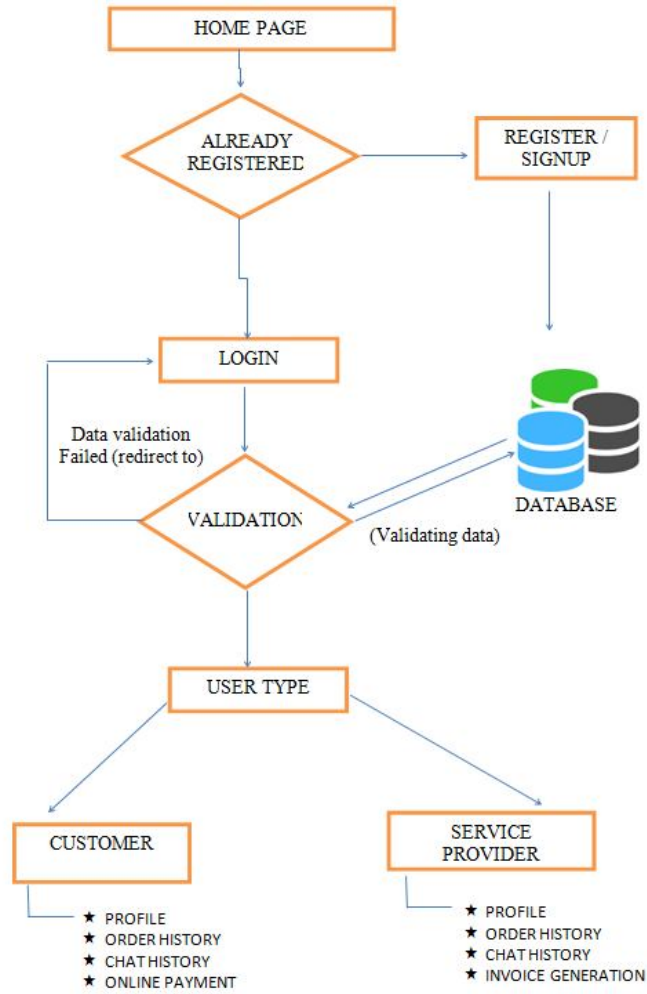 HOME PAGE
ALREADY
REGISTERED
REGISTER /
SIGNUP
LOGIN
Data validation
Failed (redirect to)
VALIDATION
DATABASE
(Validating data)
USER TYPE
CUSTOMER
SERVICE
PROVIDER
★ PROFILE
★ ORDER HISTORY
★ CHAT HISTORY
★ ONLINE PAYMENT
★ PROFILE
★ ORDER HISTORY
★ CHAT HISTORY
★ INVOICE GENERATION